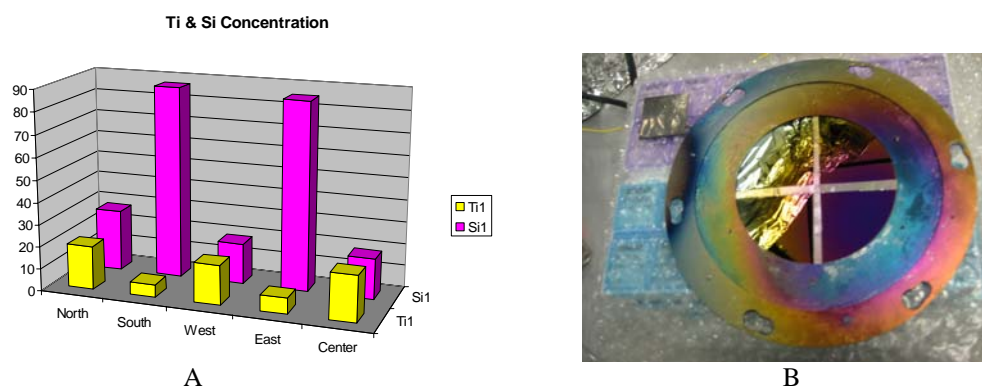 Ti & Si Concentration
90
80
70
60
50
40
30
20
10
0
North
South
West
East
Center
Si1
Ti1
Ti1
Si1
A
B